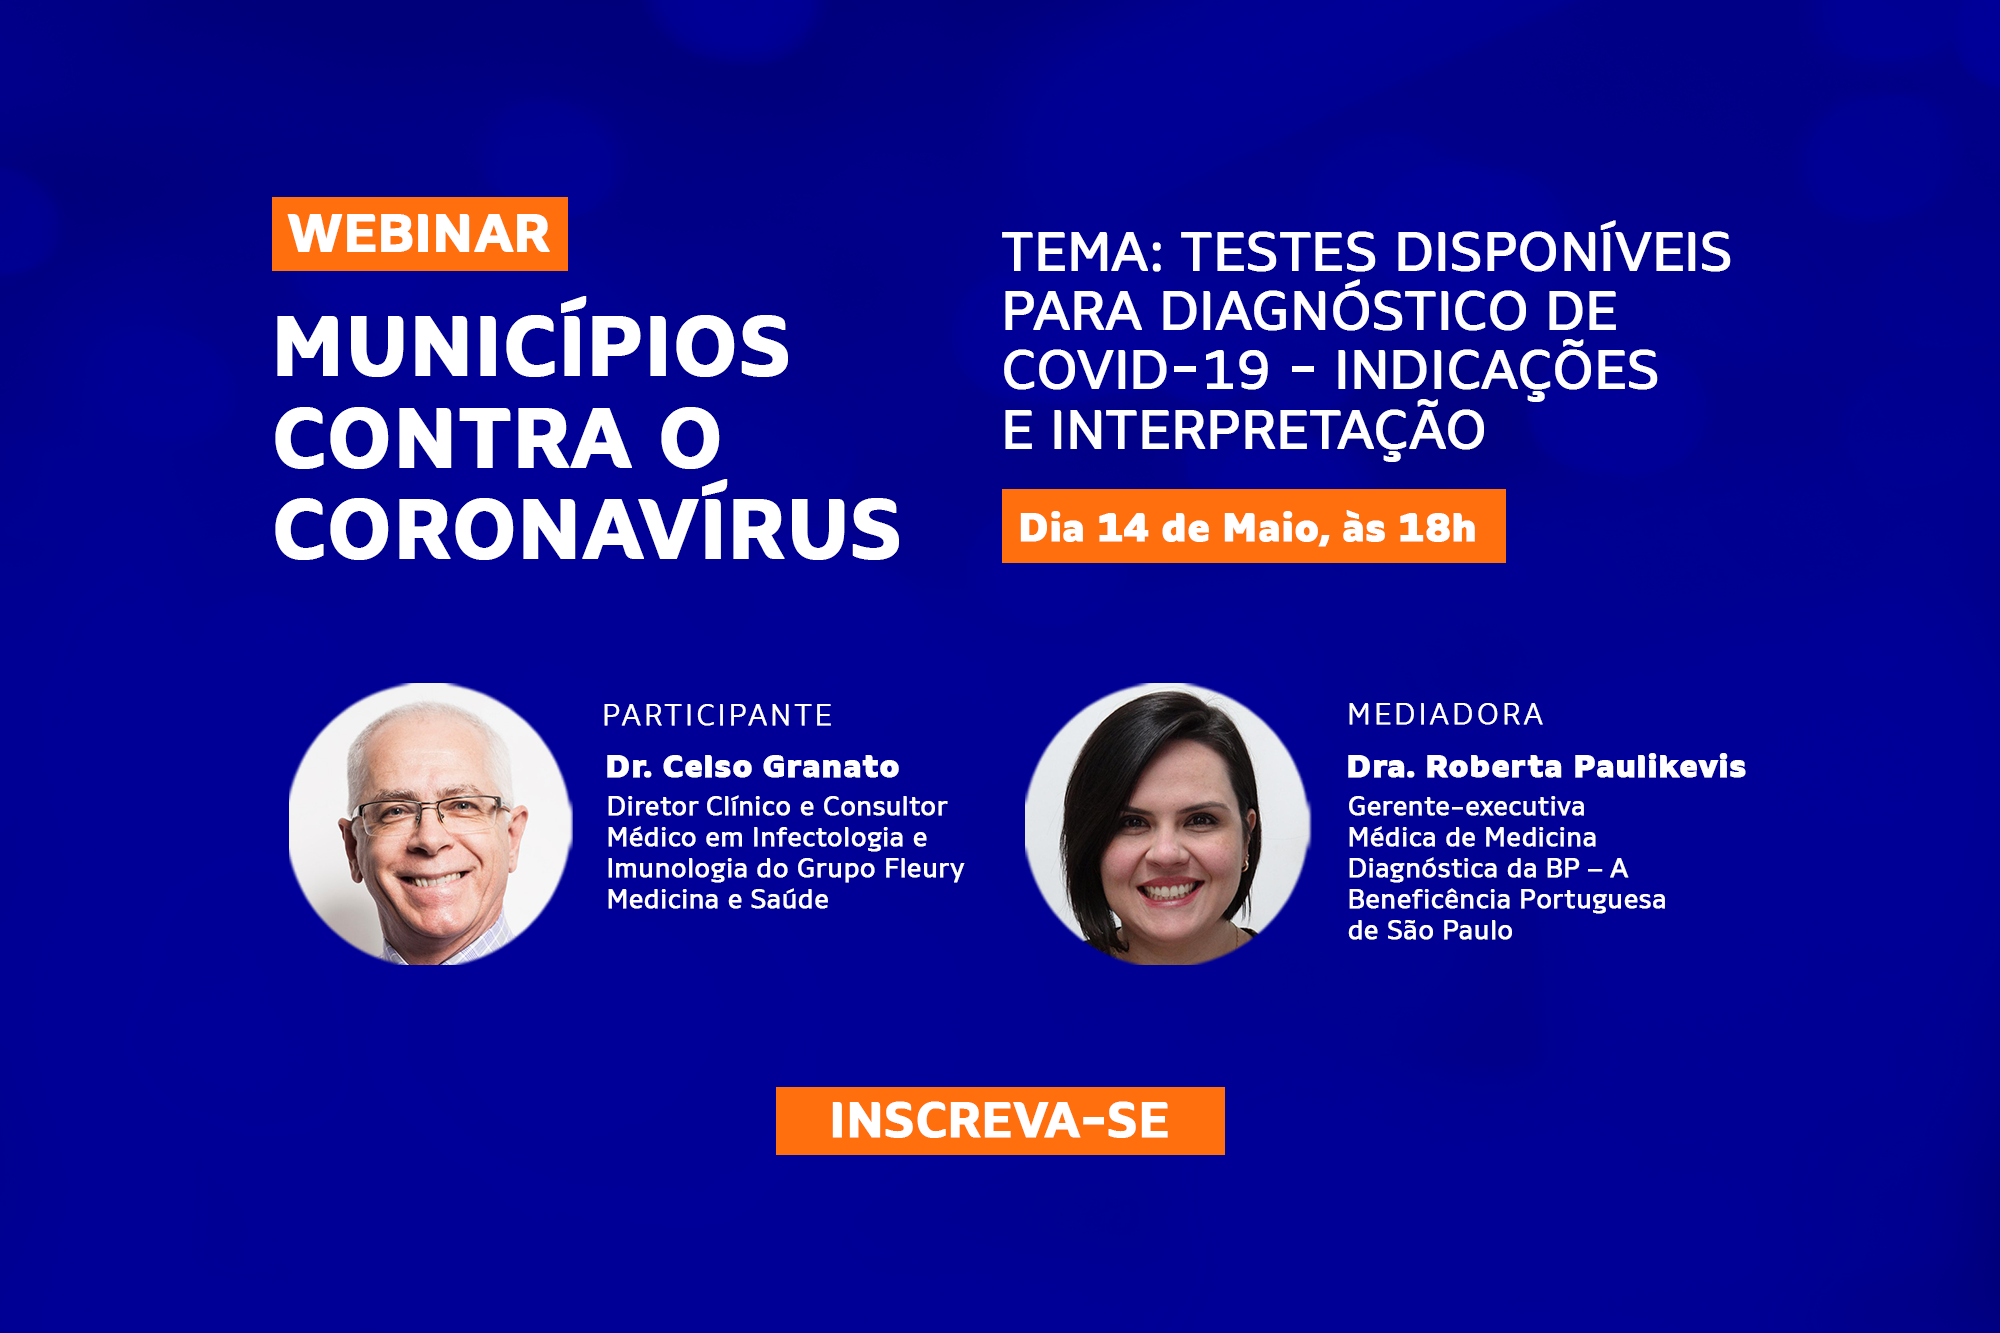 WEBINAR
MUNICÍPIOS
CONTRA O
CORONAVÍRUS
TEMA: TESTES DISPONÍVEIS
PARA DIAGNÓSTICO DE
COVID-19 - INDICAÇÕES
E INTERPRETAÇÃO
Dia 14 de Maio, às 18h
PARTICIPANTE
Dr. Celso Granato
Diretor Clínico e Consultor
Médico em Infectologia e
Imunologia do Grupo Fleury
Medicina e Saúde
MEDIADORA
Dra. Roberta Paulikevis
Gerente-executiva
Médica de Medicina
Diagnóstica da BP – A
Beneficência Portuguesa
de São Paulo
INSCREVA-SE